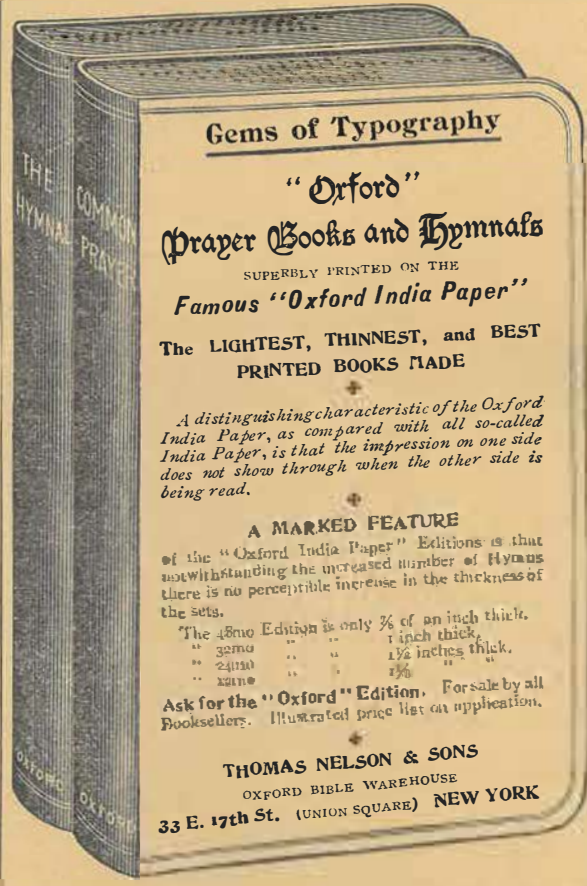 THE
HYMNAL
COMMON
PRAYER
OXFORD
OXFORD
Gems of Typography
"Oxford"
Prayer Books and Hymnals
SUPERBLY PRINTED ON THE
Famous "Oxford India Paper"
The LIGHTEST, THINNEST, and BEST
PRINTED BOOKS MADE
A distinguishing characteristic of the Oxford
India Paper, as compared with all so-called
India Paper, is that the impression on one side
does not show through when the other side is
being read.
A MARKED FEATURE
of the "Oxford India Paper" Editions is that
notwithstanding the increased number of Hymns
there is no perceptible increase in the thickness of
the sets.
The 48mo Edition is only ⅞ of an inch thick.
" 32mo " " 1 inch thick.
" 24mo " " 1½ inches thick.
" 12mo " " " "
Ask for the "Oxford" Edition. For sale by all
Booksellers. Illustrated price list on application.
THOMAS NELSON & SONS
OXFORD BIBLE WAREHOUSE
33 E. 17th St. (UNION SQUARE) NEW YORK